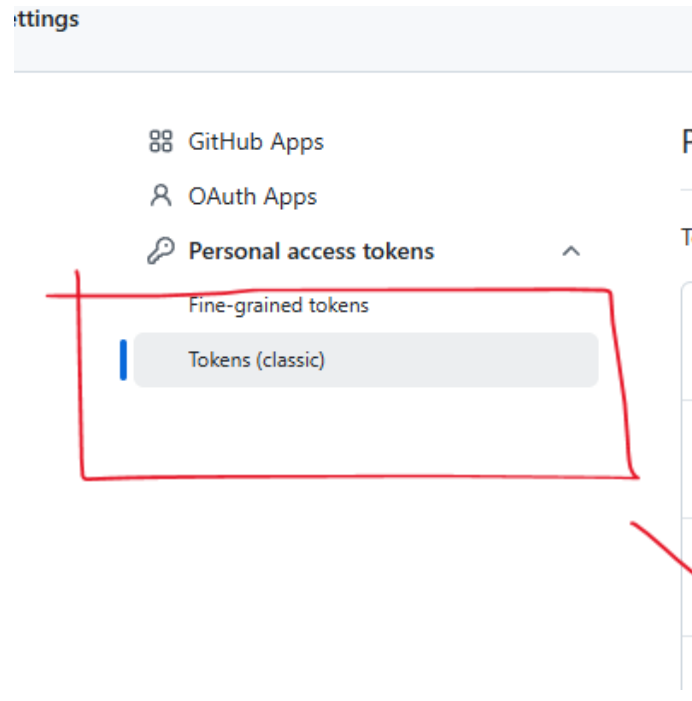 ettings
GitHub Apps
OAuth Apps
Personal access tokens
Fine-grained tokens
Tokens (classic)